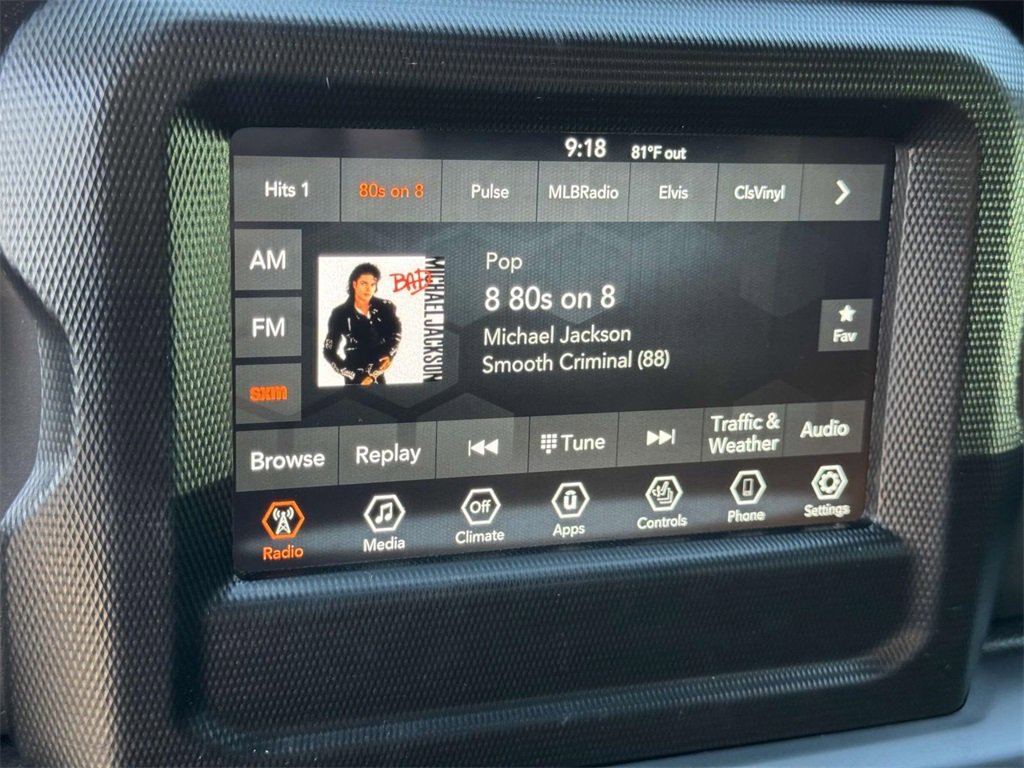 9:18 81°F out
Hits 1 80s on 8 Pulse MLBRadio Elvis ClsVinyl
AM
FM
sxm
BAD
MICHAEL JACKSON
Pop
8 80s on 8
Michael Jackson
Smooth Criminal (88)
Fav
Browse Replay Tune Traffic & Weather Audio
Radio Media Off Climate Apps Controls Phone Settings